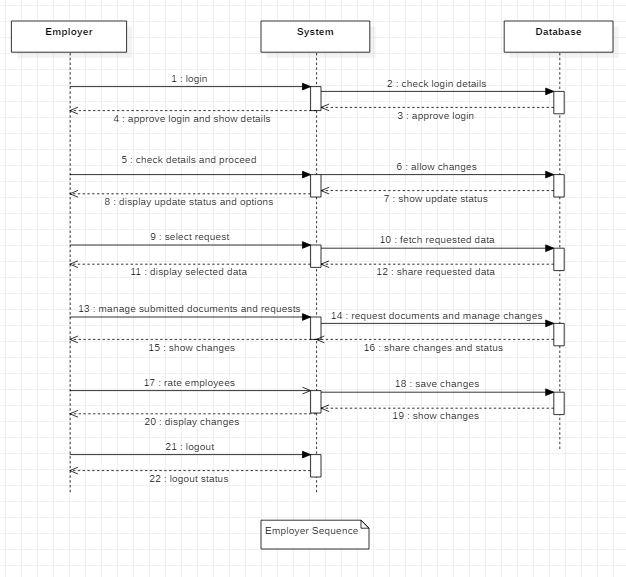 Employer
System
Database
1 : login
2 : check login details
3 : approve login
4 : approve login and show details
5 : check details and proceed
6 : allow changes
7 : show update status
8 : display update status and options
9 : select request
10 : fetch requested data
11 : display selected data
12 : share requested data
13 : manage submitted documents and requests
14 : request documents and manage changes
15 : show changes
16 : share changes and status
17 : rate employees
18 : save changes
19 : show changes
20 : display changes
21 : logout
22 : logout status
Employer Sequence